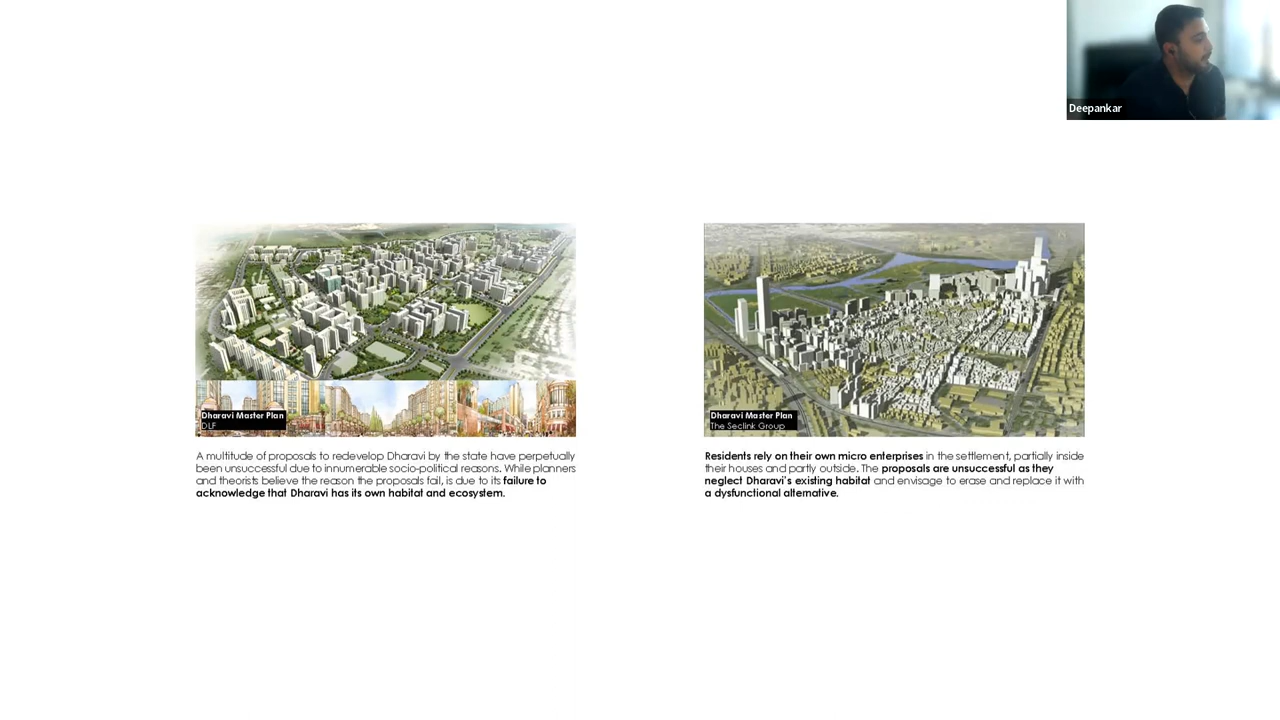 Deepankar
Dharavi Master Plan
DLF
A multitude of proposals to redevelop Dharavi by the state have perpetually
been unsuccessful due to innumerable socio-political reasons. While planners
and theorists believe the reason the proposals fail, is due to its failure to
acknowledge that Dharavi has its own habitat and ecosystem.
Dharavi Master Plan
The Seclink Group
Residents rely on their own micro enterprises in the settlement, partially inside
their houses and partly outside. The proposals are unsuccessful as they
neglect Dharavi's existing habitat and envisage to erase and replace it with
a dysfunctional alternative.